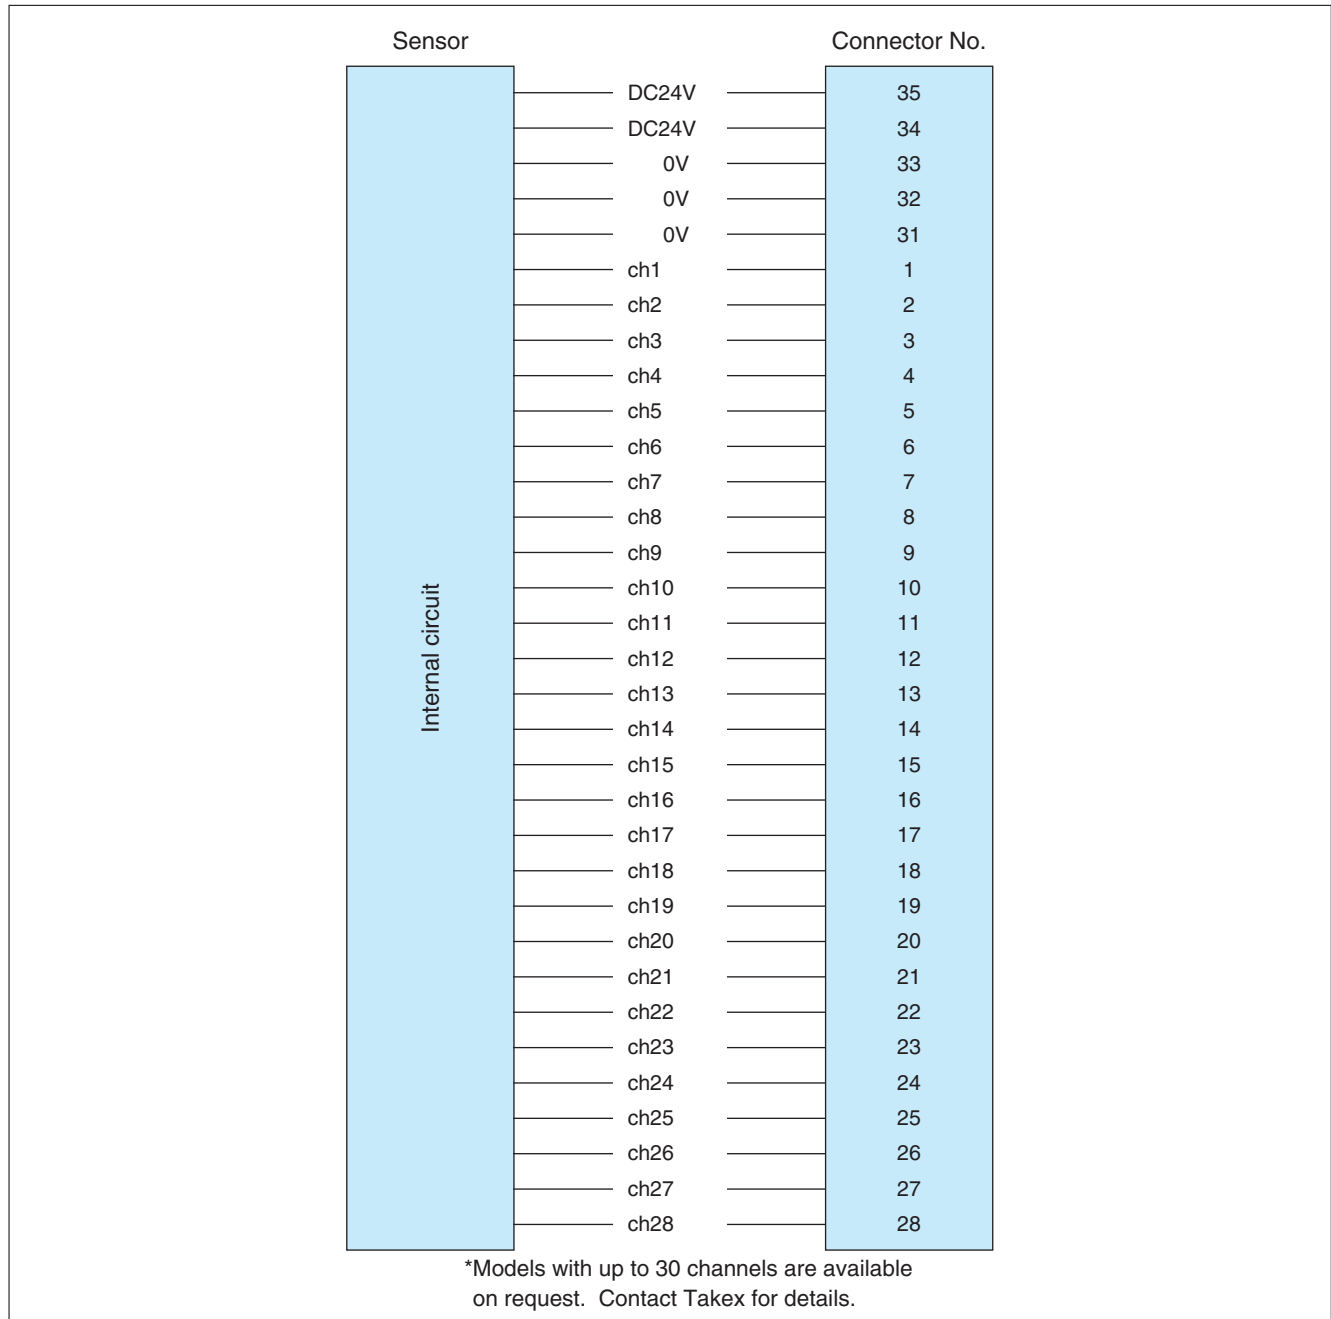 Sensor Connector No.
DC24V 35
DC24V 34
0V 33
0V 32
0V 31
ch1 1
ch2 2
ch3 3
ch4 4
ch5 5
ch6 6
ch7 7
ch8 8
ch9 9
ch10 10
ch11 11
ch12 12
ch13 13
ch14 14
ch15 15
ch16 16
ch17 17
ch18 18
ch19 19
ch20 20
ch21 21
ch22 22
ch23 23
ch24 24
ch25 25
ch26 26
ch27 27
ch28 28
Internal circuit
*Models with up to 30 channels are available
on request. Contact Takex for details.